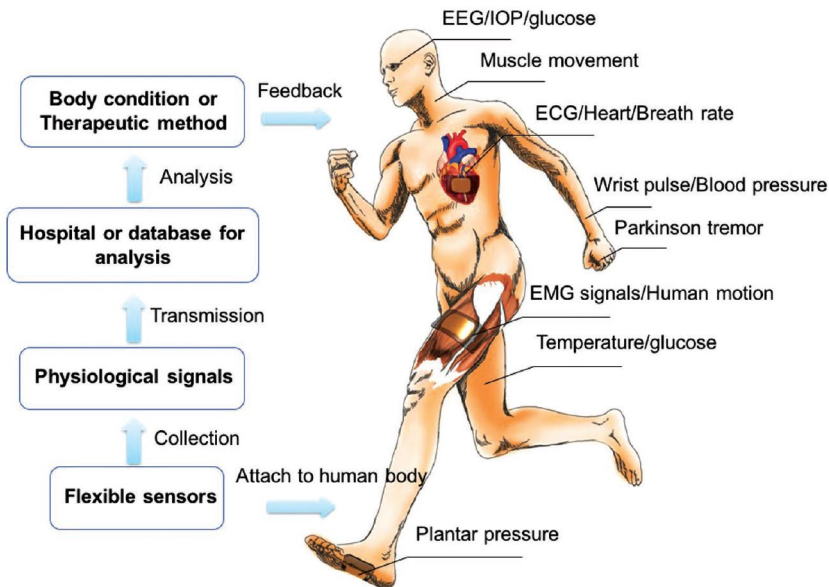 EEG/IOP/glucose
Muscle movement
Body condition or
Therapeutic method
Feedback
ECG/Heart/Breath rate
Analysis
Wrist pulse/Blood pressure
Hospital or database for
analysis
Parkinson tremor
EMG signals/Human motion
Transmission
Temperature/glucose
Physiological signals
Collection
Flexible sensors
Attach to human body
Plantar pressure